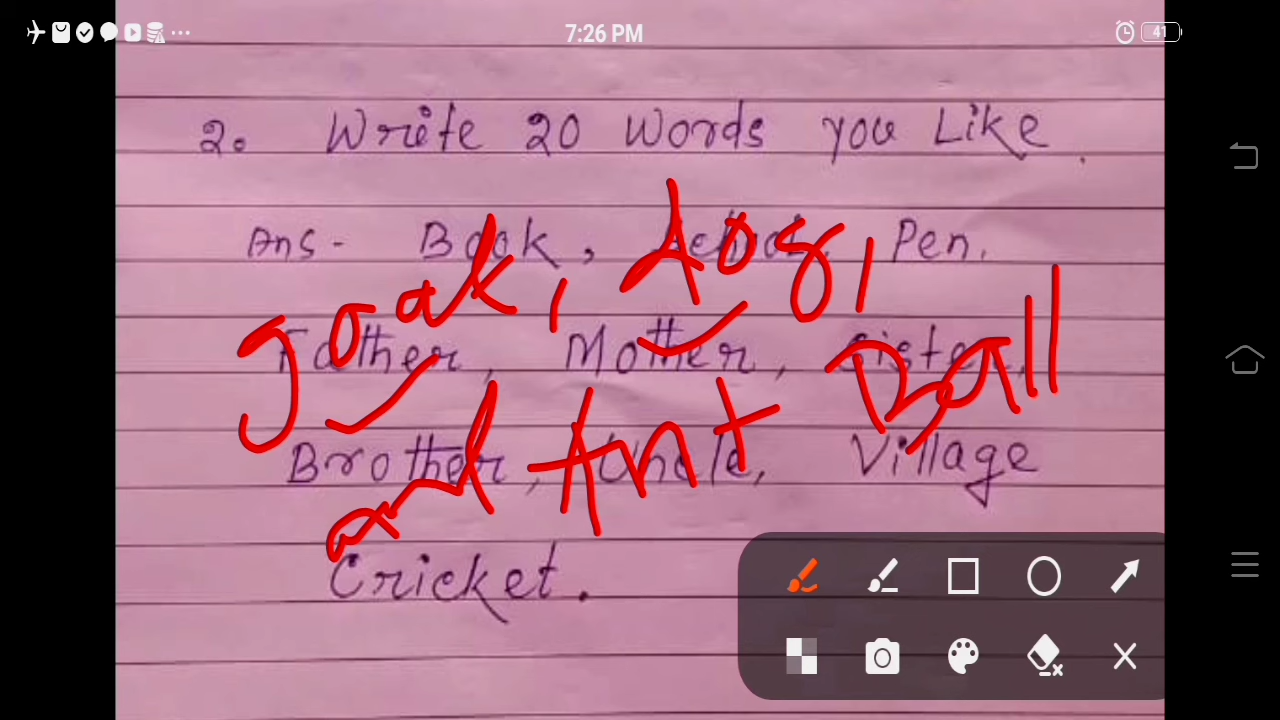 7:26 PM
41
2. Write 20 Words you Like.
Ans- Book, School, Pen.
Father, Mother, Sister,
Brother, Uncle, Village
Cricket.
Dog,
Ball
and Ant